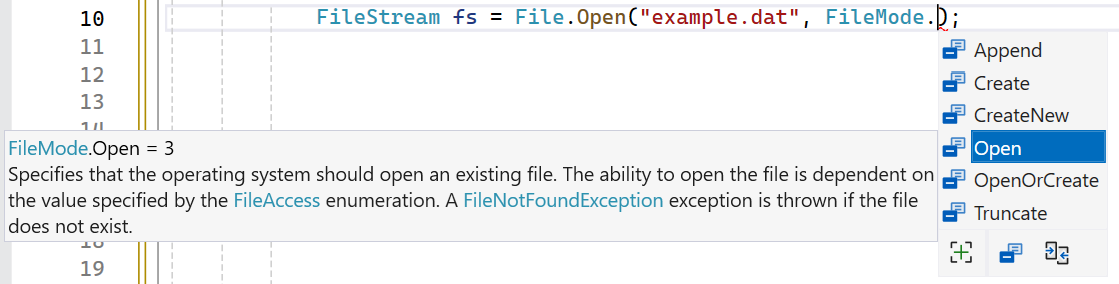 10 FileStream fs = File.Open("example.dat", FileMode.);
11
12
13
14
FileMode.Open = 3
Specifies that the operating system should open an existing file. The ability to open the file is dependent on
the value specified by the FileAccess enumeration. A FileNotFoundException exception is thrown if the file
does not exist.
18
19
Append
Create
CreateNew
Open
OpenOrCreate
Truncate